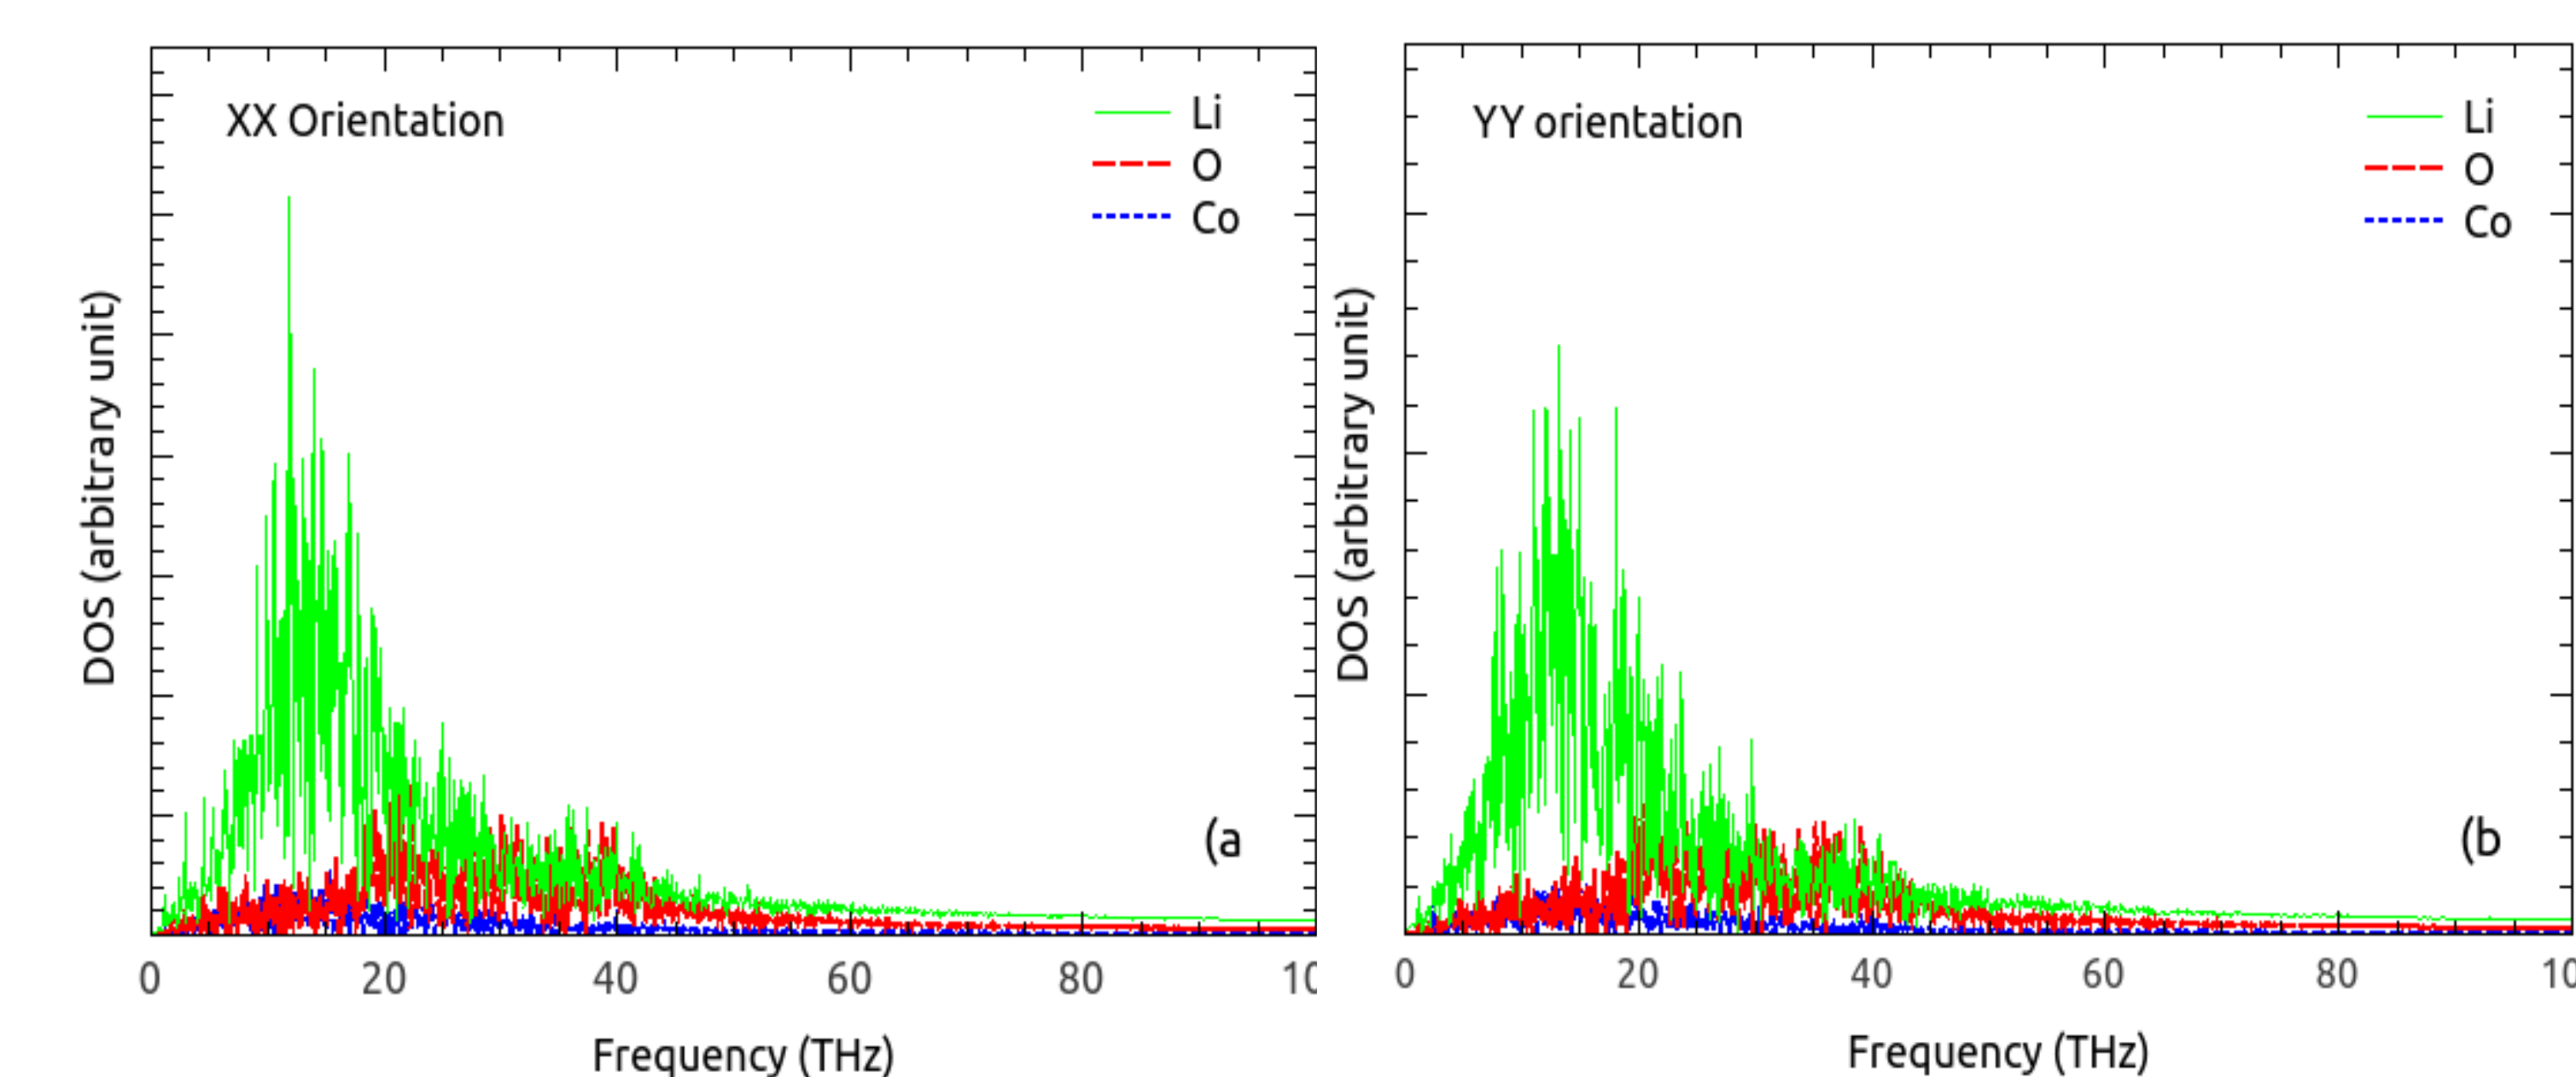 XX Orientation
Li
O
Co
DOS (arbitrary unit)
(a
0 20 40 60 80 10
Frequency (THz)
YY orientation
Li
O
Co
DOS (arbitrary unit)
(b
0 20 40 60 80 10
Frequency (THz)